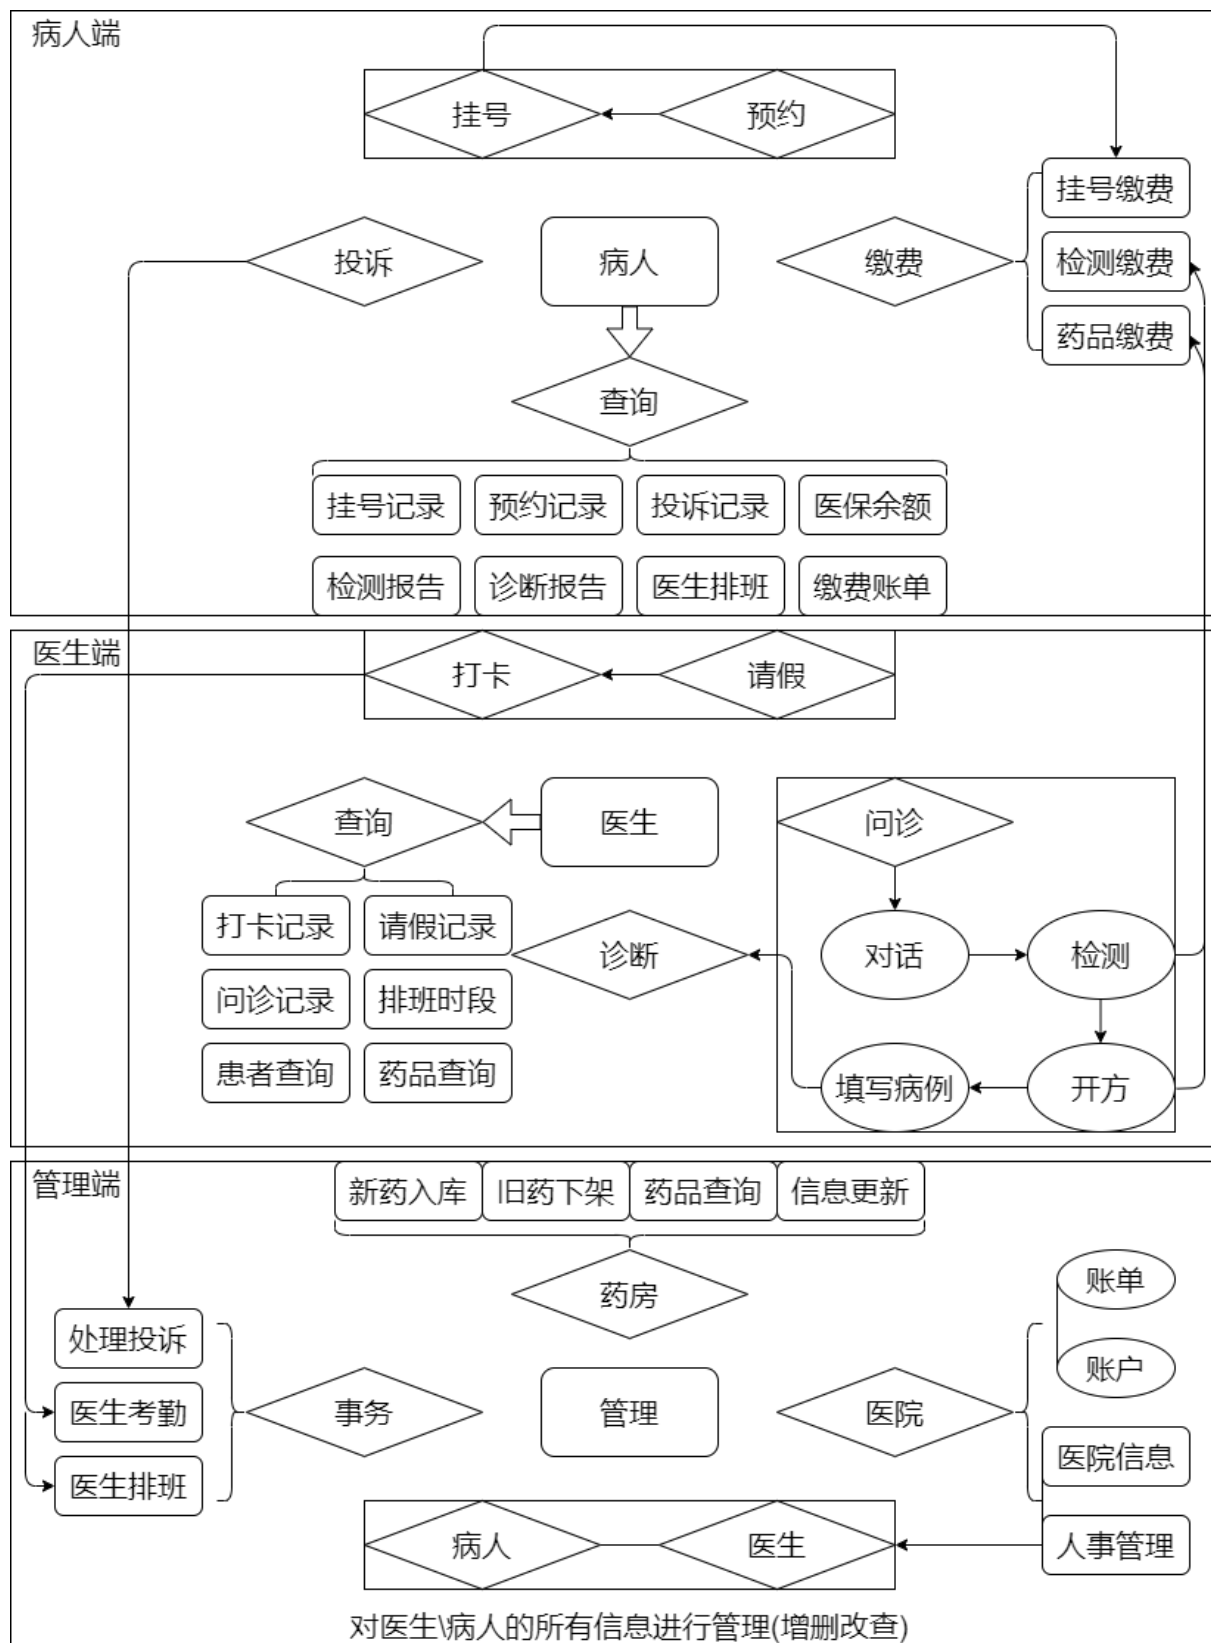 病人端
挂号
预约
挂号缴费
投诉
病人
缴费
检测缴费
药品缴费
查询
挂号记录
预约记录
投诉记录
医保余额
检测报告
诊断报告
医生排班
缴费账单
医生端
打卡
请假
查询
医生
问诊
打卡记录
请假记录
诊断
对话
检测
问诊记录
排班时段
患者查询
药品查询
填写病例
开方
管理端
新药入库
旧药下架
药品查询
信息更新
药房
账单
处理投诉
账户
医生考勤
事务
管理
医院
医院信息
医生排班
病人
医生
人事管理
对医生\病人的所有信息进行管理(增删改查)